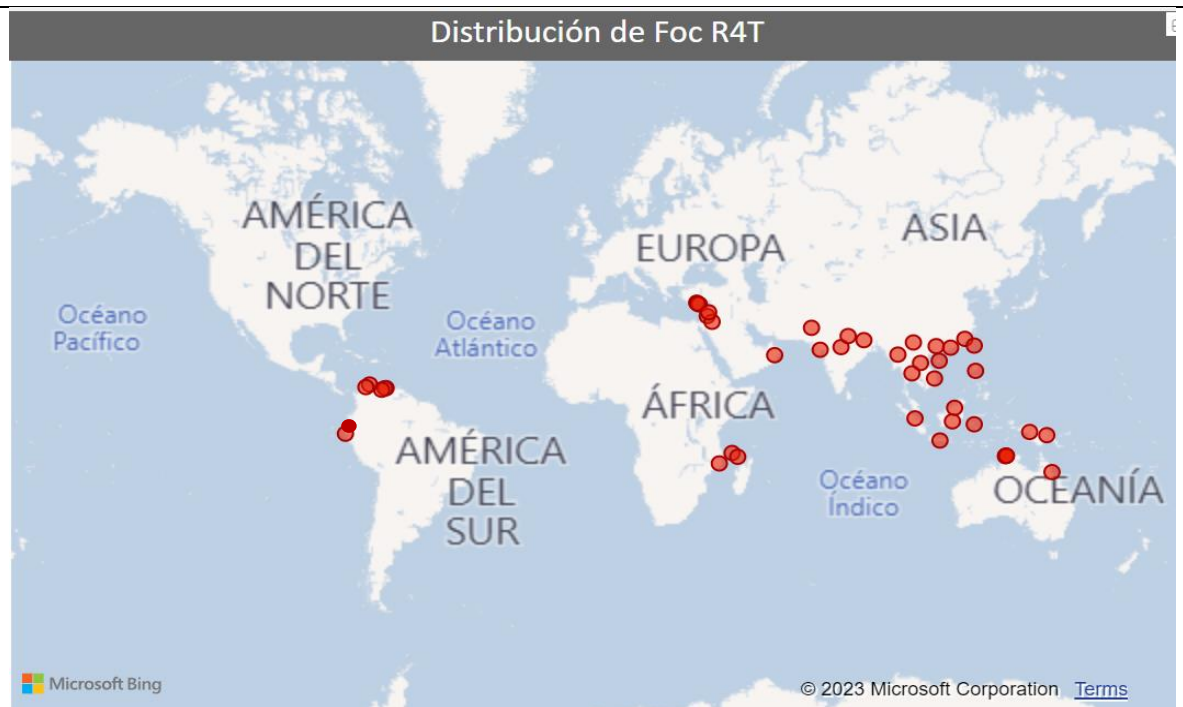 Distribución de Foc R4T
AMÉRICA
DEL
NORTE
EUROPA
ASIA
Océano
Pacífico
Océano
Atlántico
ÁFRICA
AMÉRICA
DEL
SUR
Océano
Índico
OCEANÍA
Microsoft Bing
© 2023 Microsoft Corporation Terms